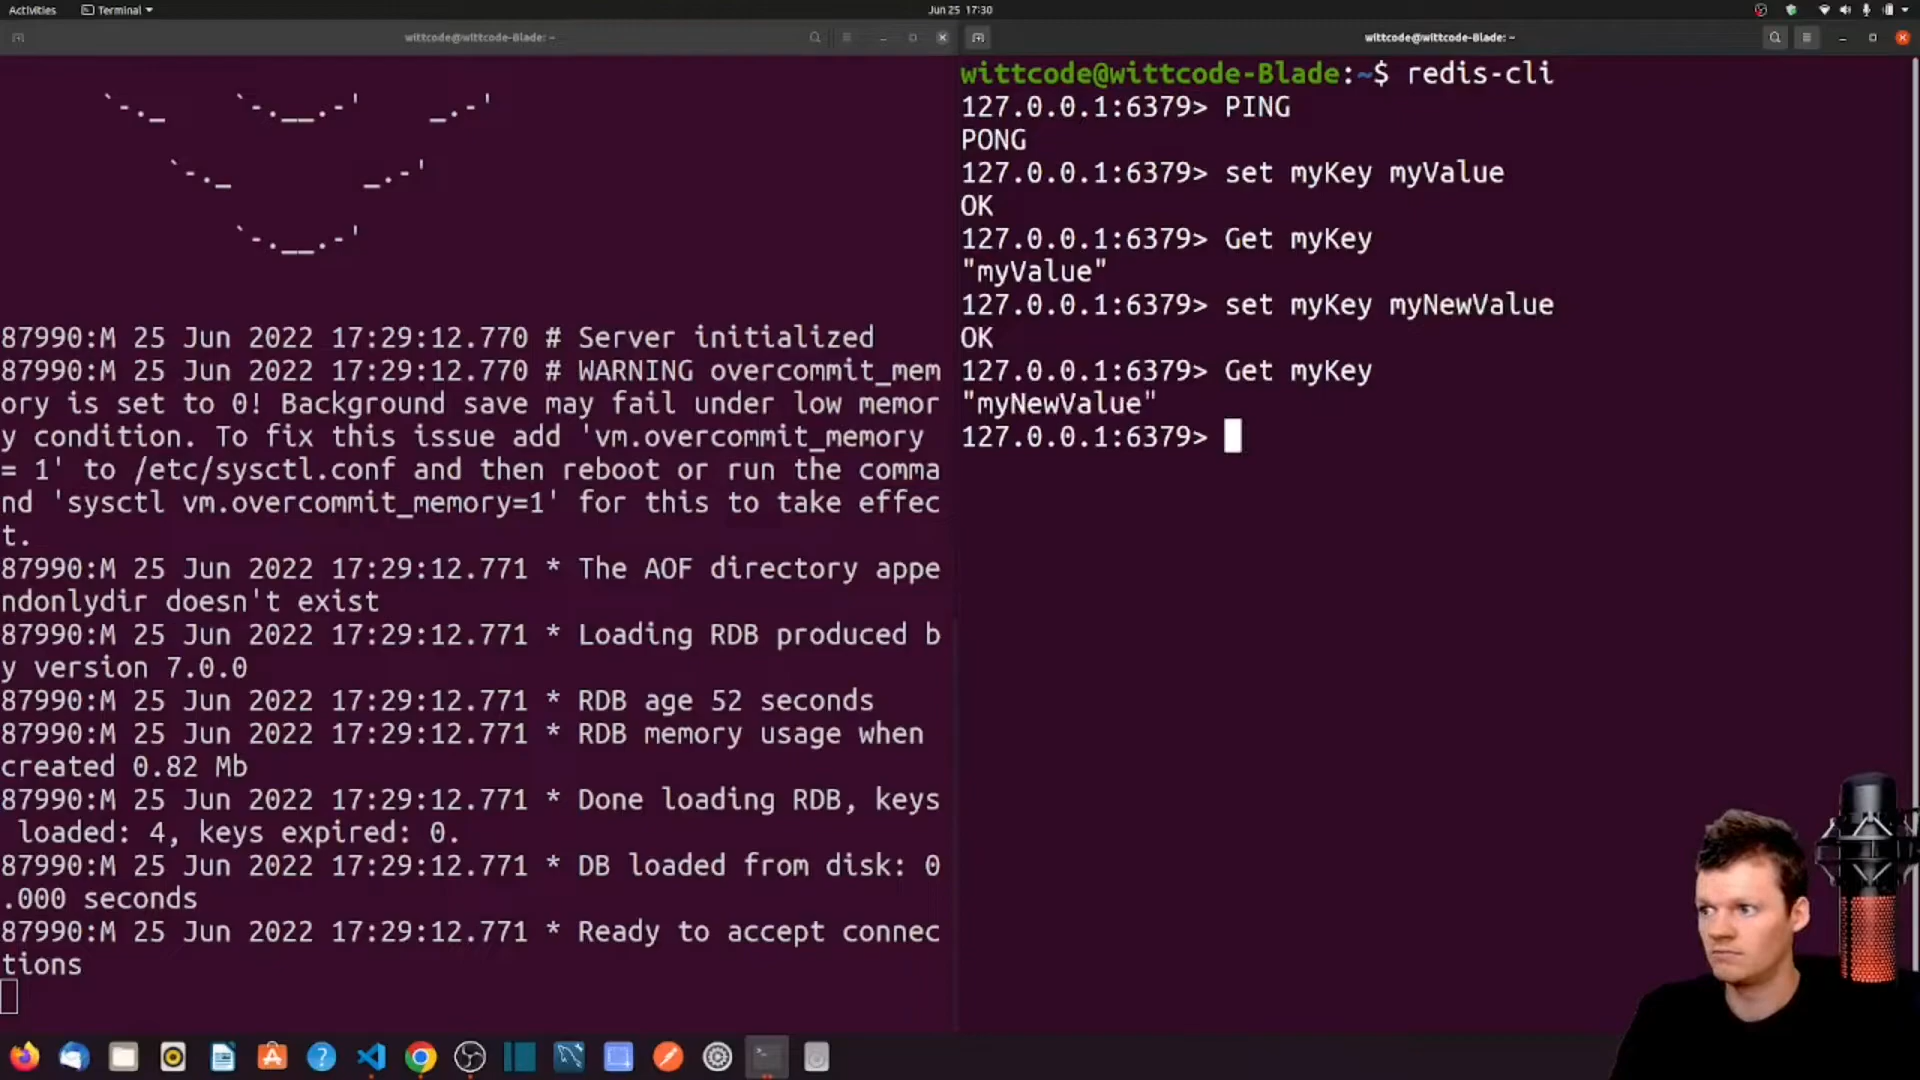 Activities
Terminal
Jun 25 17:30
wittcode@wittcode-Blade: ~
wittcode@wittcode-Blade: ~
`-._ `-.__.-' _.-'
`-._ _.-'
`-.__.-'
87990:M 25 Jun 2022 17:29:12.770 # Server initialized
87990:M 25 Jun 2022 17:29:12.770 # WARNING overcommit_mem
ory is set to 0! Background save may fail under low memor
y condition. To fix this issue add 'vm.overcommit_memory
= 1' to /etc/sysctl.conf and then reboot or run the comma
nd 'sysctl vm.overcommit_memory=1' for this to take effec
t.
87990:M 25 Jun 2022 17:29:12.771 * The AOF directory appe
ndonlydir doesn't exist
87990:M 25 Jun 2022 17:29:12.771 * Loading RDB produced b
y version 7.0.0
87990:M 25 Jun 2022 17:29:12.771 * RDB age 52 seconds
87990:M 25 Jun 2022 17:29:12.771 * RDB memory usage when
created 0.82 Mb
87990:M 25 Jun 2022 17:29:12.771 * Done loading RDB, keys
 loaded: 4, keys expired: 0.
87990:M 25 Jun 2022 17:29:12.771 * DB loaded from disk: 0
.000 seconds
87990:M 25 Jun 2022 17:29:12.771 * Ready to accept connec
tions
wittcode@wittcode-Blade:~$ redis-cli
127.0.0.1:6379> PING
PONG
127.0.0.1:6379> set myKey myValue
OK
127.0.0.1:6379> Get myKey
"myValue"
127.0.0.1:6379> set myKey myNewValue
OK
127.0.0.1:6379> Get myKey
"myNewValue"
127.0.0.1:6379>